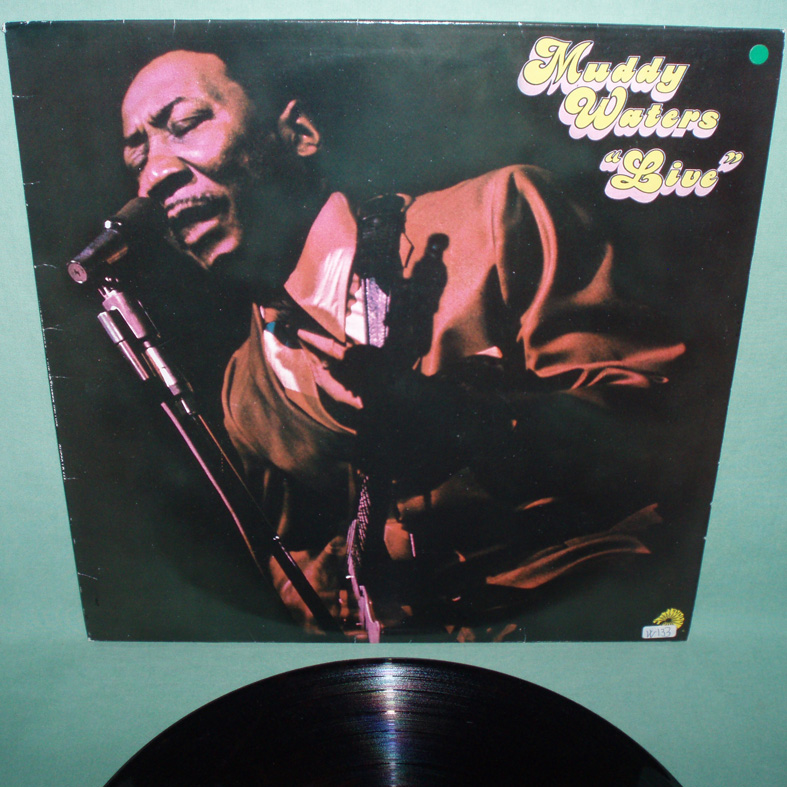 Muddy
Waters
“Live”